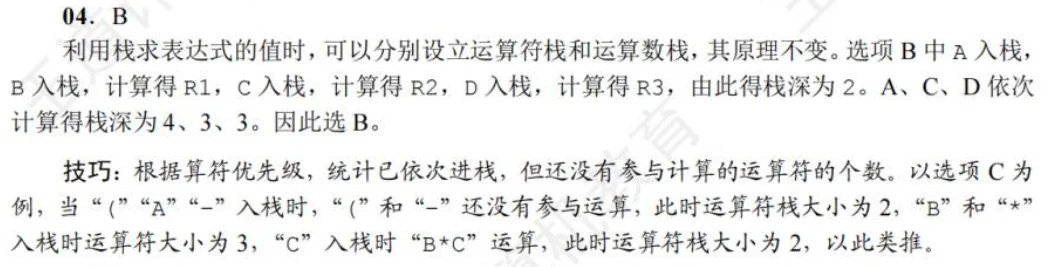 04. B
利用栈求表达式的值时，可以分别设立运算符栈和运算数栈，其原理不变。选项 B 中 A 入栈，
B 入栈，计算得 R1，C 入栈，计算得 R2，D 入栈，计算得 R3，由此得栈深为 2。A、C、D 依次
计算得栈深为 4、3、3。因此选 B。
技巧：根据算符优先级，统计已依次进栈，但还没有参与计算的运算符的个数。以选项 C 为
例，当“(”“A”“-”入栈时，“(”和“-”还没有参与运算，此时运算符栈大小为 2，“B”和“*”
入栈时运算符大小为 3，“C”入栈时“B*C”运算，此时运算符栈大小为 2，以此类推。